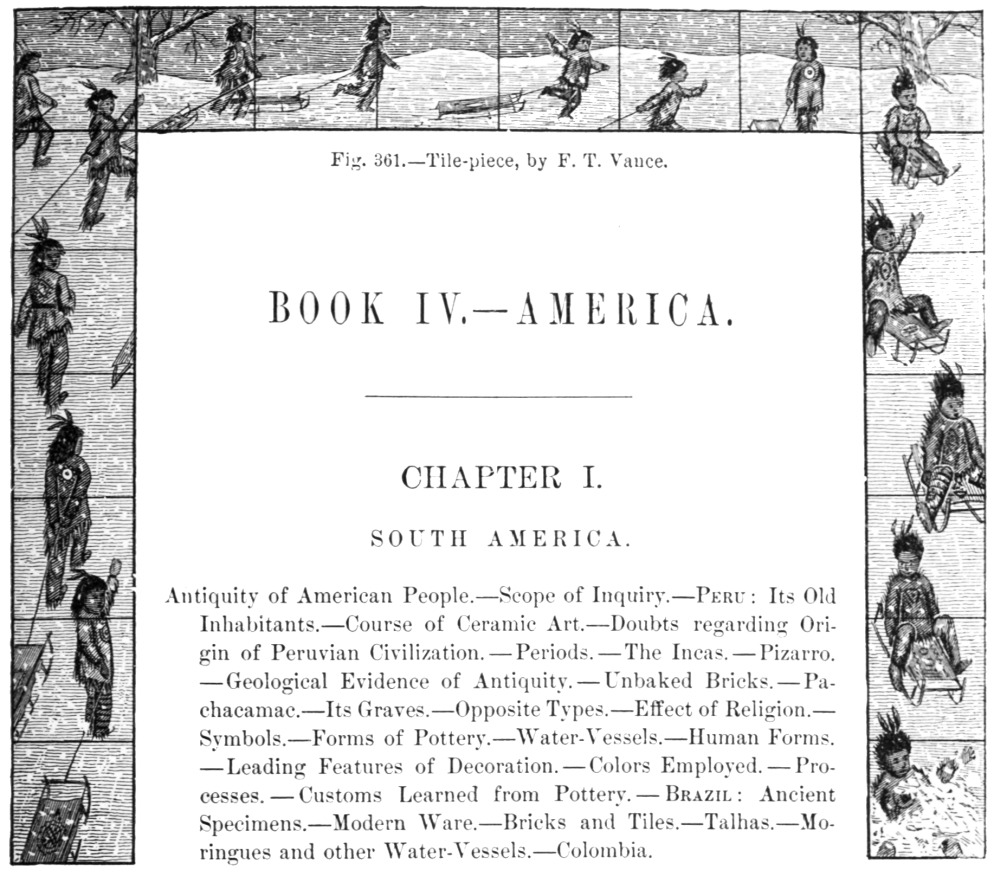 Fig. 361.—Tile-piece, by F. T. Vance.
BOOK IV.—AMERICA.
CHAPTER I.
SOUTH AMERICA.
Antiquity of American People.—Scope of Inquiry.—PERU: Its Old
Inhabitants.—Course of Ceramic Art.—Doubts regarding Ori-
gin of Peruvian Civilization.—Periods.—The Incas.—Pizarro.
—Geological Evidence of Antiquity.—Unbaked Bricks.—Pa-
chacamac.—Its Graves.—Opposite Types.—Effect of Religion.—
Symbols.—Forms of Pottery.—Water-Vessels.—Human Forms.
—Leading Features of Decoration.—Colors Employed.—Pro-
cesses.—Customs Learned from Pottery.—BRAZIL: Ancient
Specimens.—Modern Ware.—Bricks and Tiles.—Talhas.—Mo-
ringues and other Water-Vessels.—Colombia.